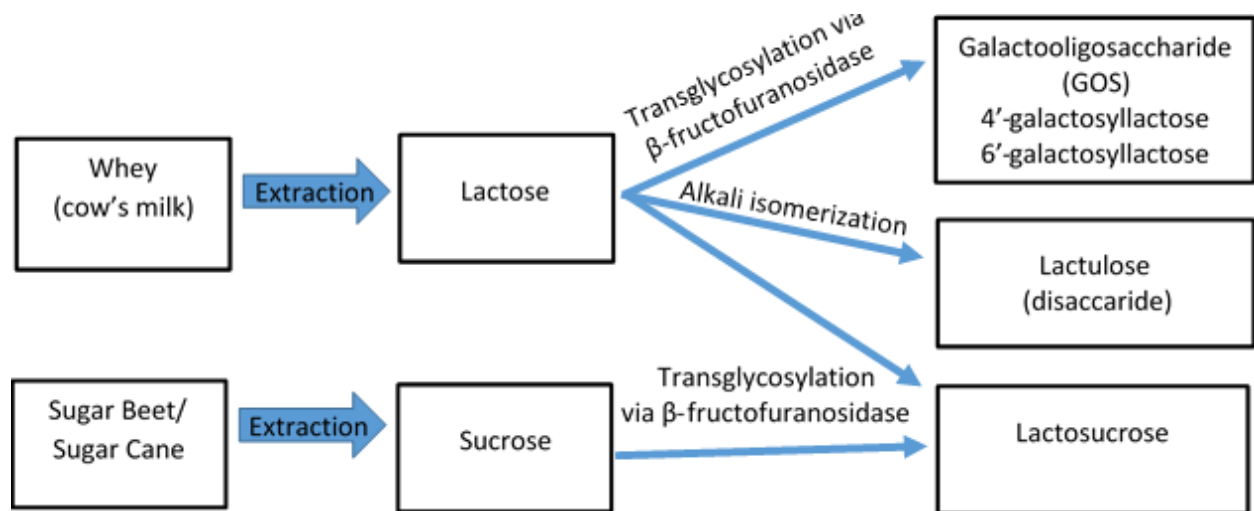 Whey
(cow's milk)
Extraction
Lactose
Transglycosylation via
β-fructofuranosidase
Galactooligosaccharide
(GOS)
4'-galactosyllactose
6'-galactosyllactose
Alkali isomerization
Lactulose
(disaccaride)
Sugar Beet/
Sugar Cane
Extraction
Sucrose
Transglycosylation
via β-fructofuranosidase
Lactosucrose